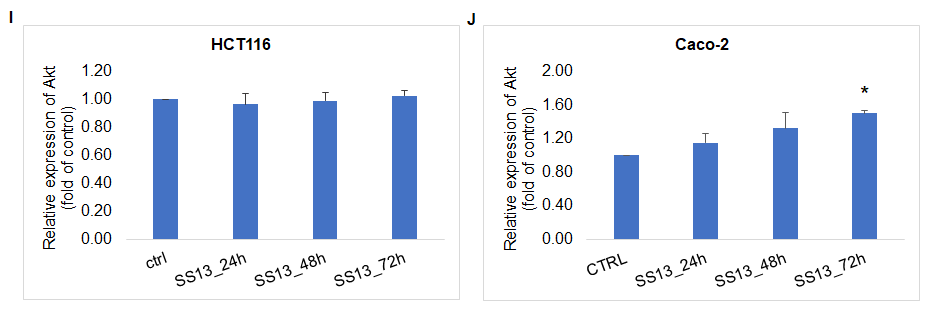 I
HCT116
Relative expression of Akt
(fold of control)
1.20
1.00
0.80
0.60
0.40
0.20
0.00
ctrl
SS13_24h
SS13_48h
SS13_72h
J
Caco-2
Relative expression of Akt
(fold of control)
2.00
1.60
1.20
0.80
0.40
0.00
*
CTRL
SS13_24h
SS13_48h
SS13_72h